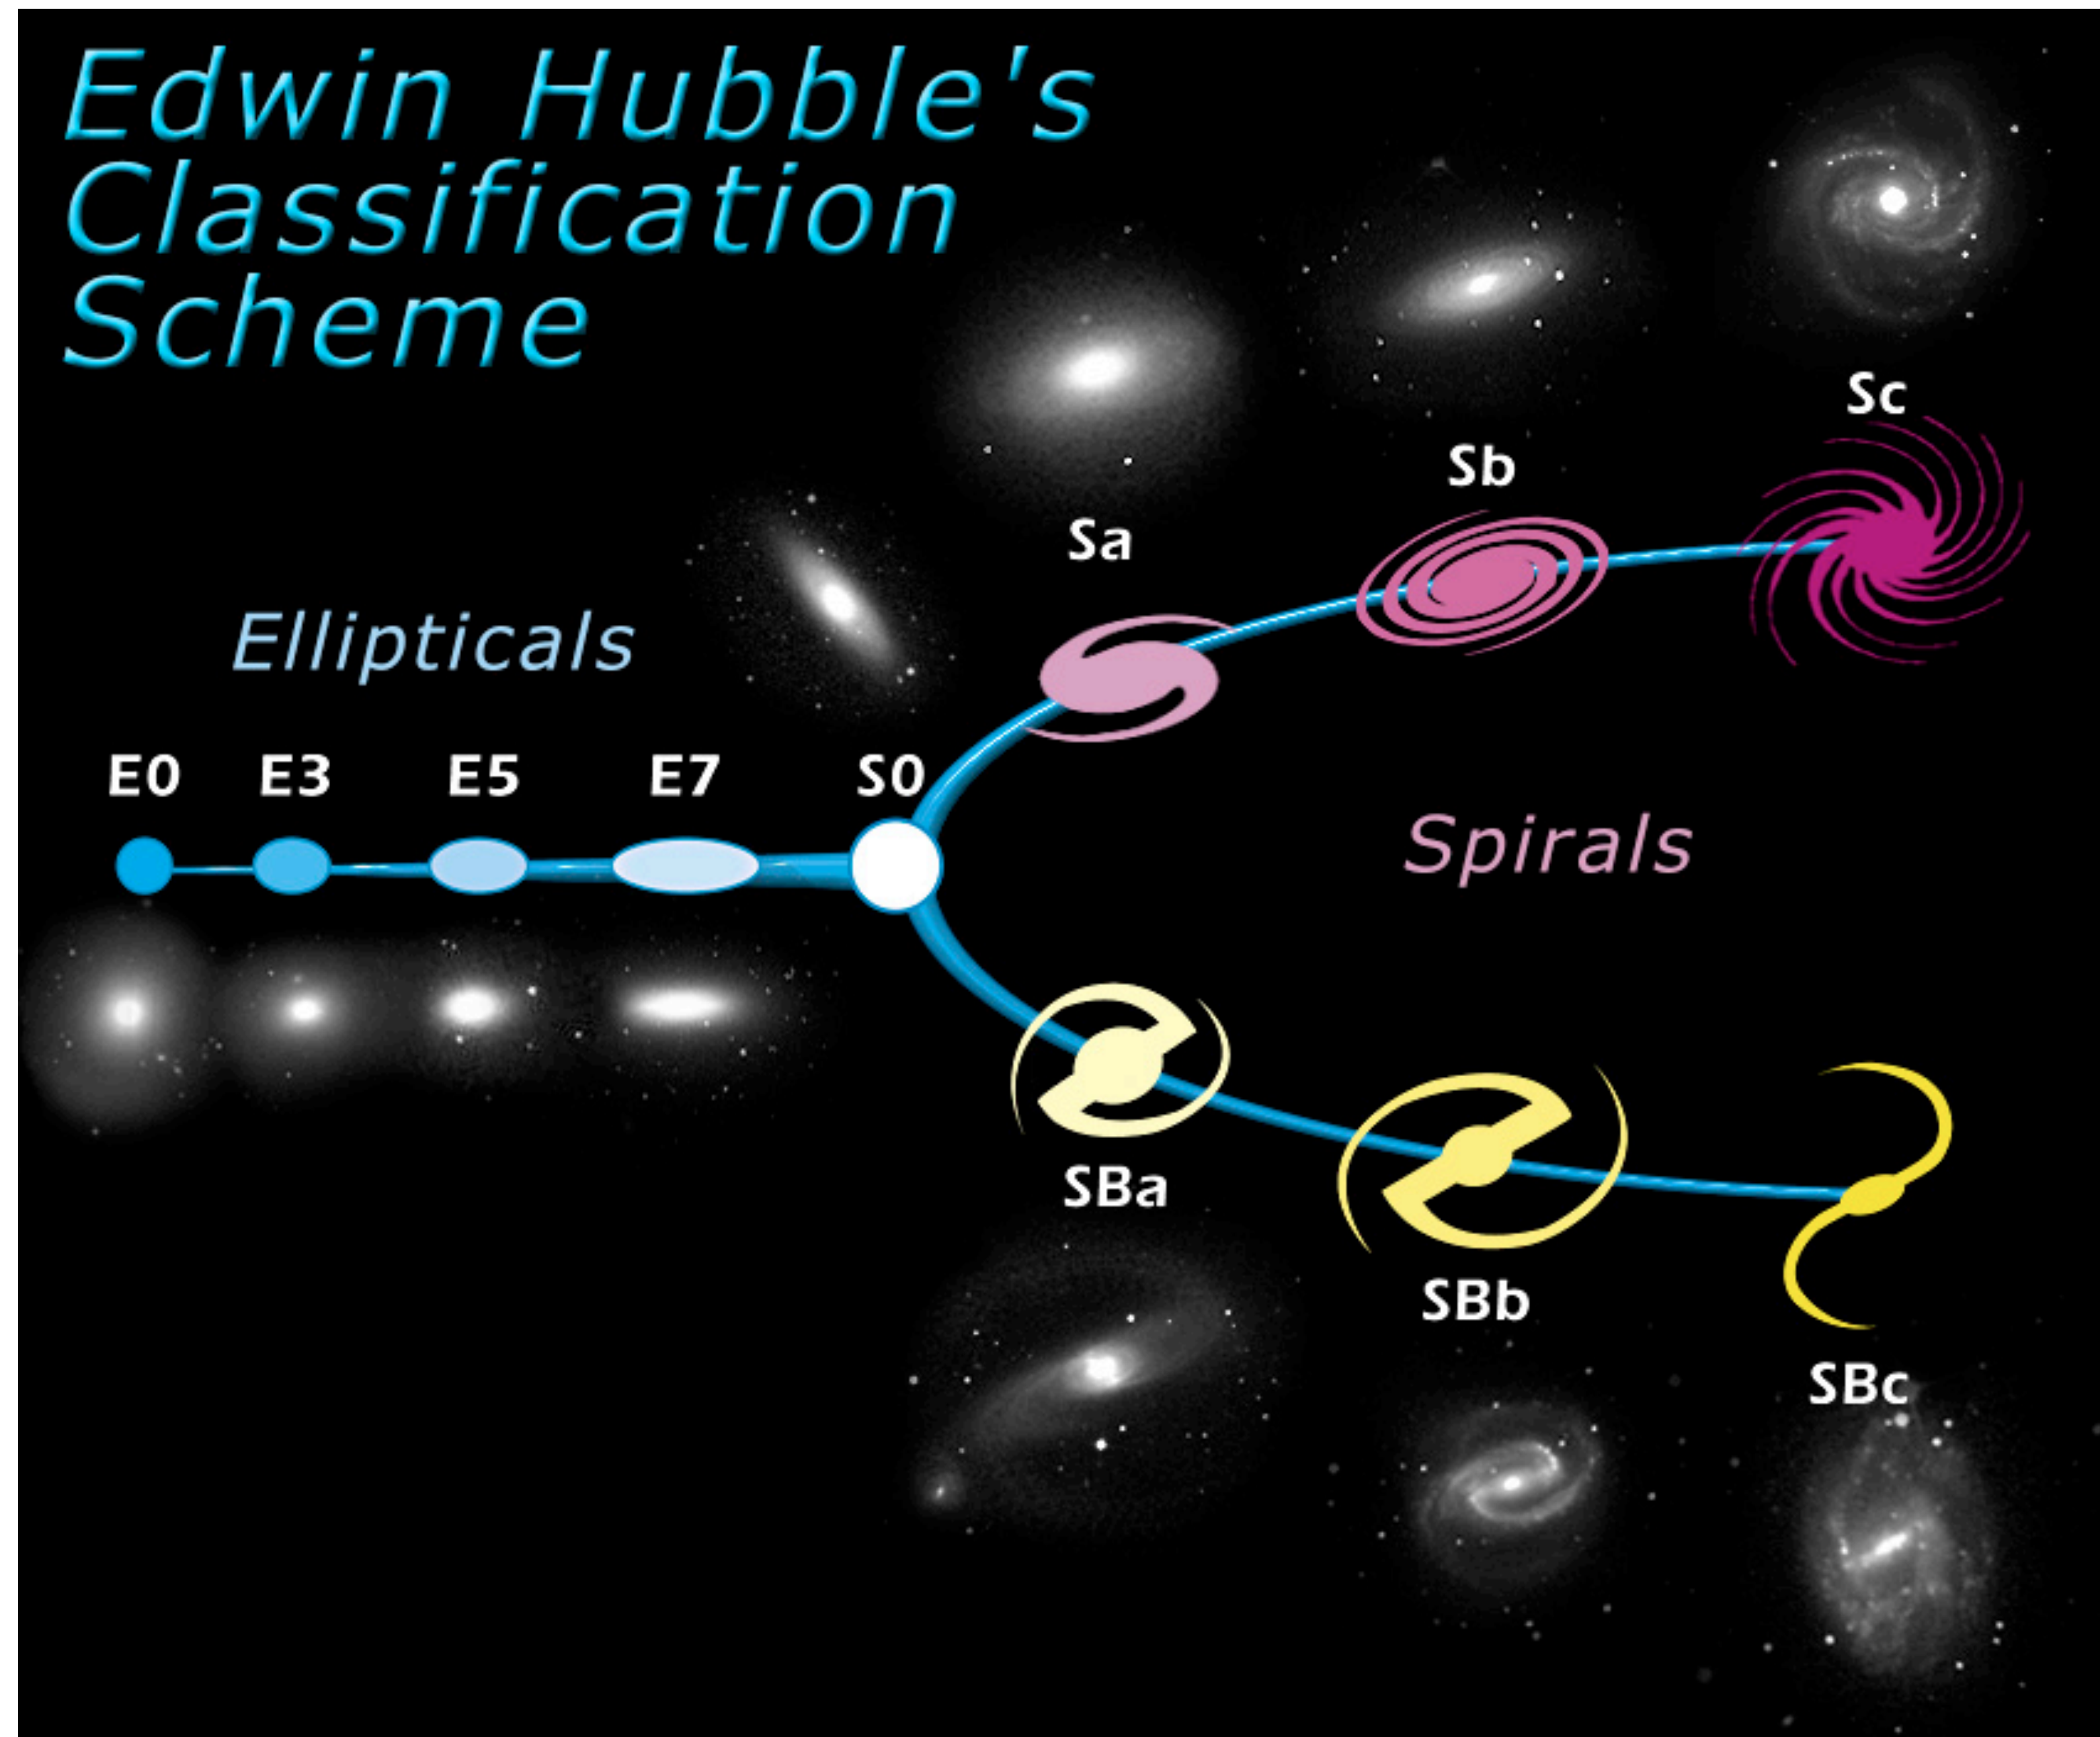 Edwin Hubble's
Classification
Scheme
Sc
Sb
Sa
Ellipticals
E0 E3 E5 E7 S0
Spirals
SBa
SBb
SBc